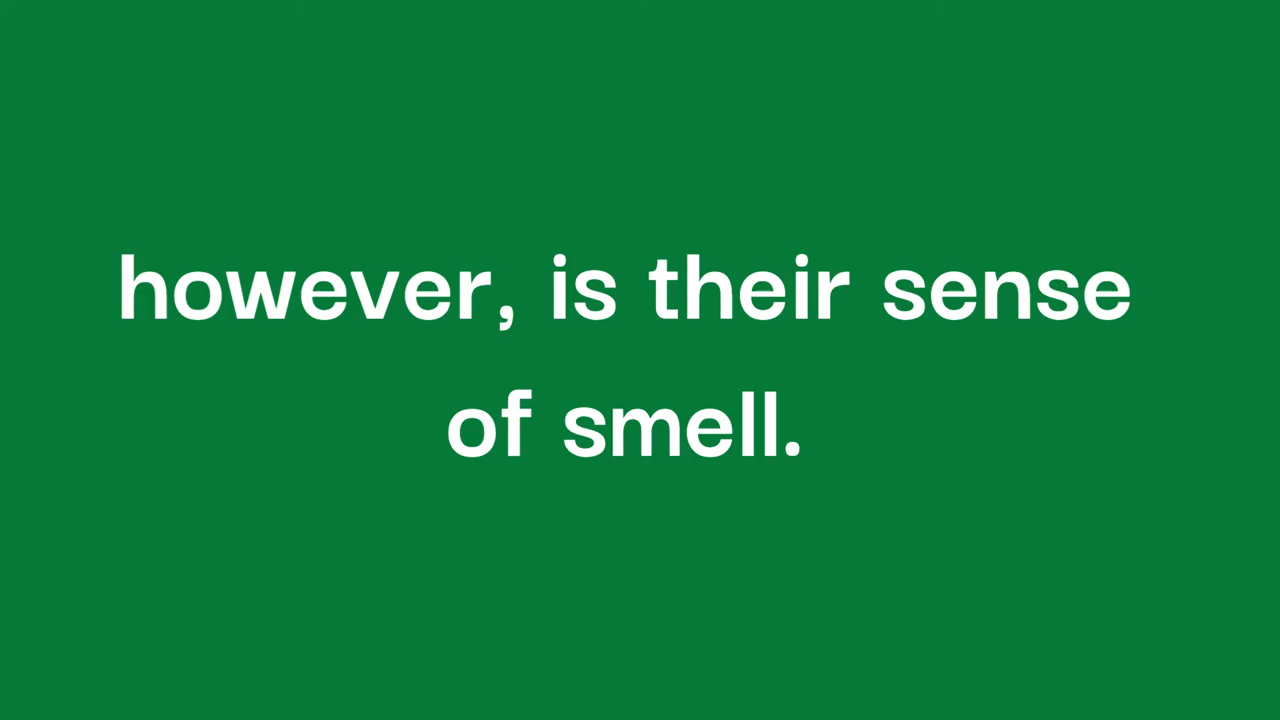 however, is their sense
of smell.